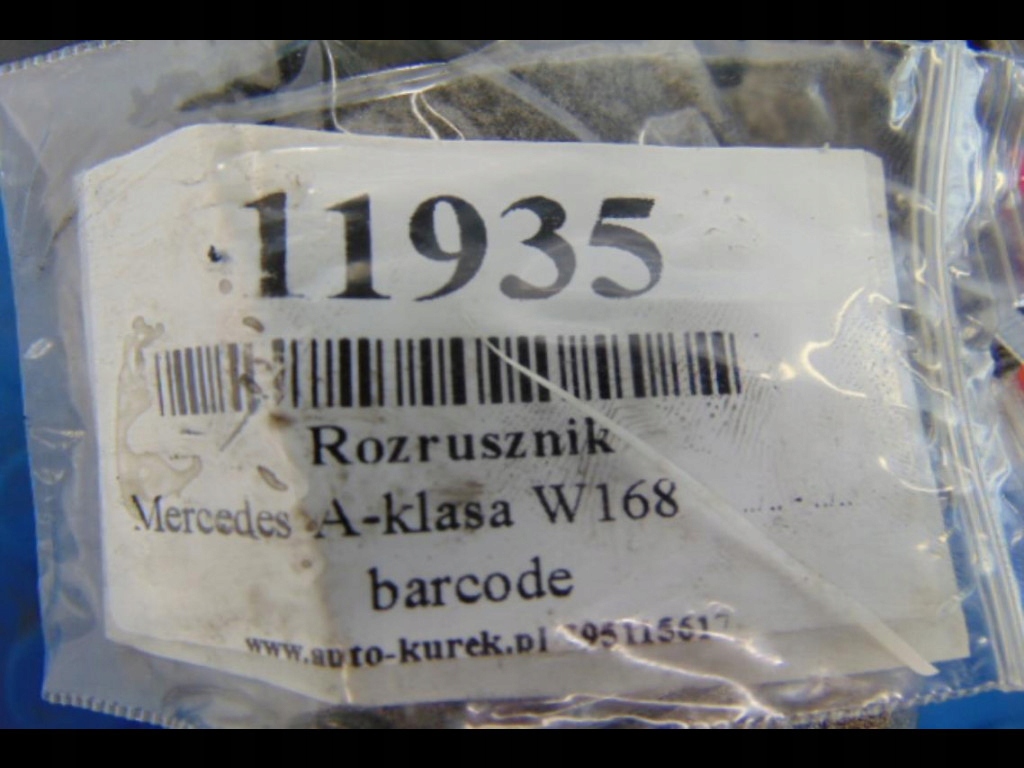 11935
Rozrusznik
Mercedes A-klasa W168
barcode
www.auto-kurek.pl